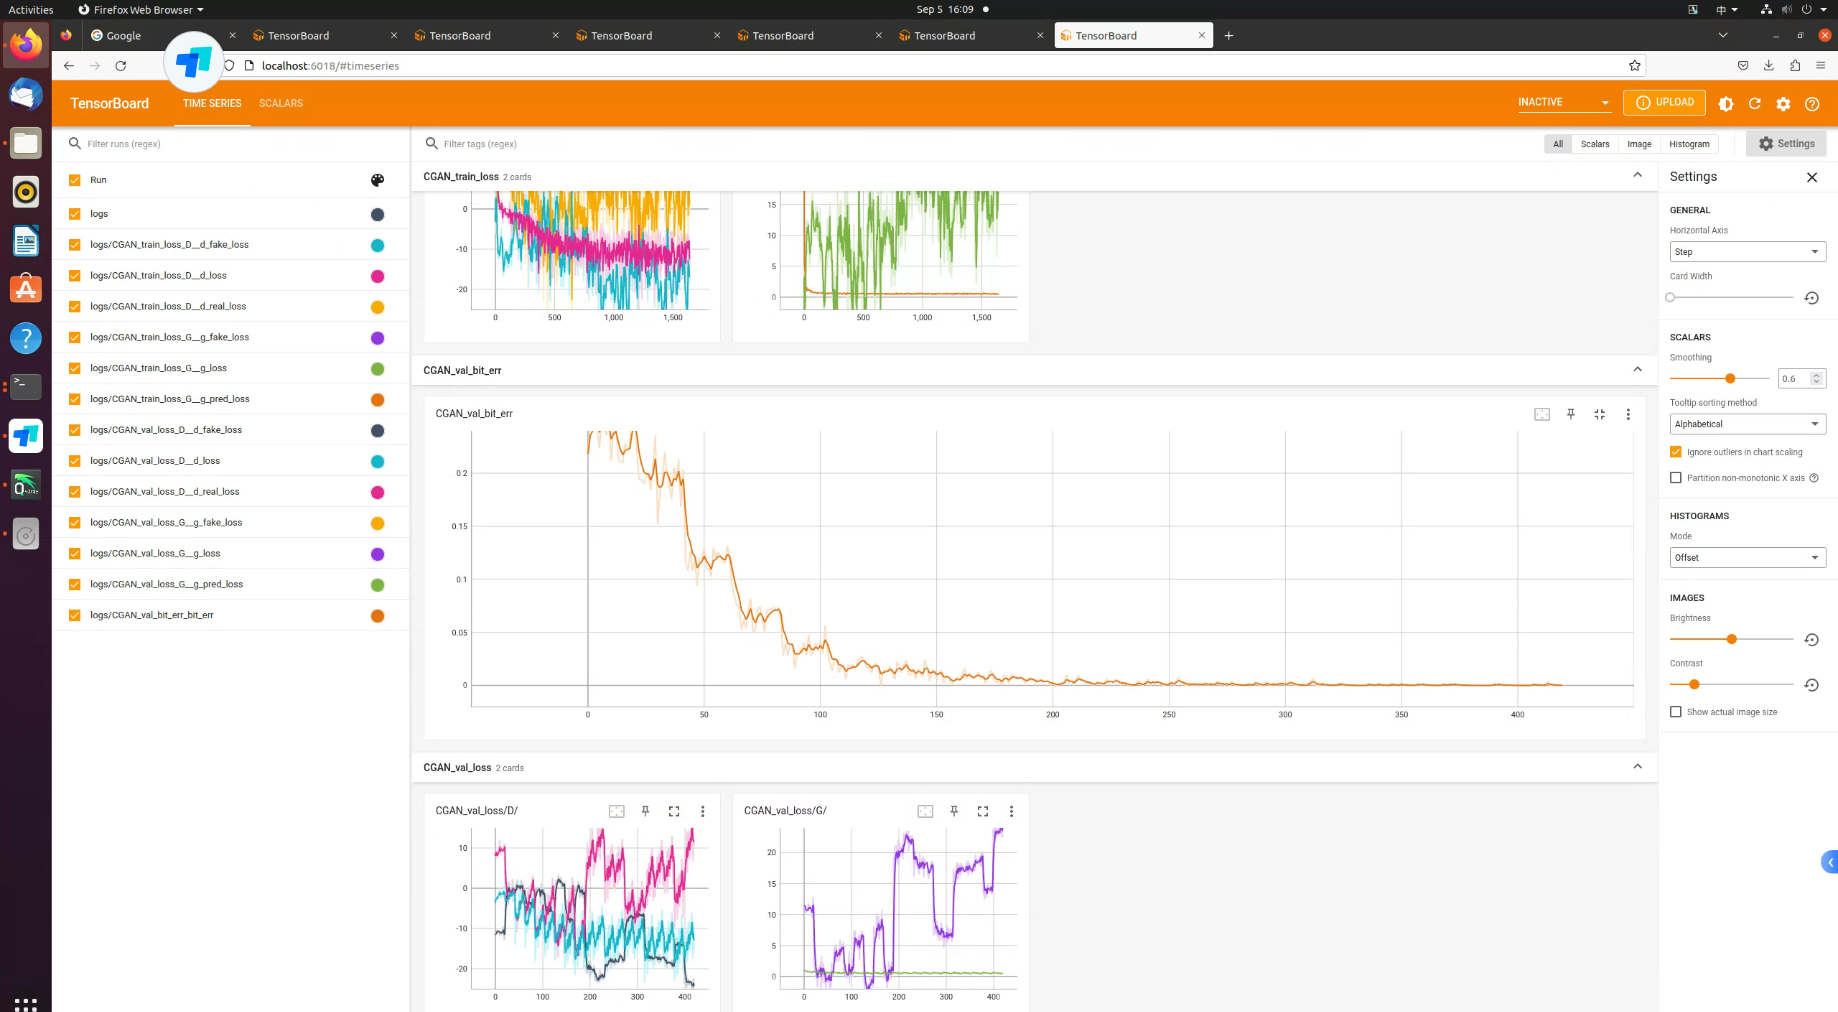 Activities
Firefox Web Browser
Sep 5 16:09
中
Google
TensorBoard
TensorBoard
TensorBoard
TensorBoard
TensorBoard
TensorBoard
localhost:6018/#timeseries
TensorBoard
TIME SERIES
SCALARS
INACTIVE
UPLOAD
Filter runs (regex)
Filter tags (regex)
All
Scalars
Image
Histogram
Settings
Run
logs
logs/CGAN_train_loss_D__d_fake_loss
logs/CGAN_train_loss_D__d_loss
logs/CGAN_train_loss_D__d_real_loss
logs/CGAN_train_loss_G__g_fake_loss
logs/CGAN_train_loss_G__g_loss
logs/CGAN_train_loss_G__g_pred_loss
logs/CGAN_val_loss_D__d_fake_loss
logs/CGAN_val_loss_D__d_loss
logs/CGAN_val_loss_D__d_real_loss
logs/CGAN_val_loss_G__g_fake_loss
logs/CGAN_val_loss_G__g_loss
logs/CGAN_val_loss_G__g_pred_loss
logs/CGAN_val_bit_err_bit_err
CGAN_train_loss 2 cards
0
-10
-20
0 500 1,000 1,500
15
10
5
0
0 500 1,000 1,500
CGAN_val_bit_err
CGAN_val_bit_err
0.2
0.15
0.1
0.05
0
0 50 100 150 200 250 300 350 400
CGAN_val_loss 2 cards
CGAN_val_loss/D/
10
0
-10
-20
0 100 200 300 400
CGAN_val_loss/G/
20
15
10
5
0
0 100 200 300 400
Settings
GENERAL
Horizontal Axis
Step
Card Width
SCALARS
Smoothing
0.6
Tooltip sorting method
Alphabetical
Ignore outliers in chart scaling
Partition non-monotonic X axis
HISTOGRAMS
Mode
Offset
IMAGES
Brightness
Contrast
Show actual image size